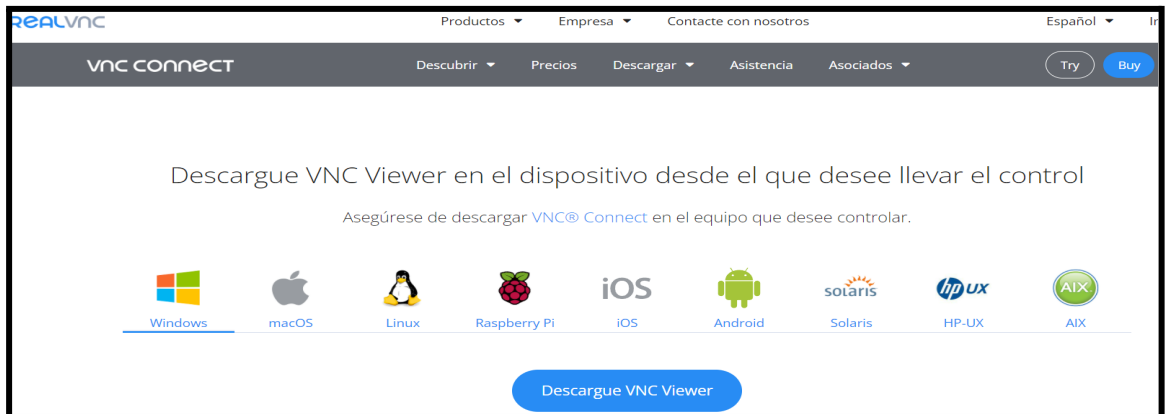 REALVNC Productos Empresa Contacte con nosotros Español
VNC CONNECT Descubrir Precios Descargar Asistencia Asociados Try Buy
Descargue VNC Viewer en el dispositivo desde el que desee llevar el control
Asegúrese de descargar VNC® Connect en el equipo que desee controlar.
iOS solaris hp UX AIX
Windows macOS Linux Raspberry Pi iOS Android Solaris HP-UX AIX
Descargue VNC Viewer